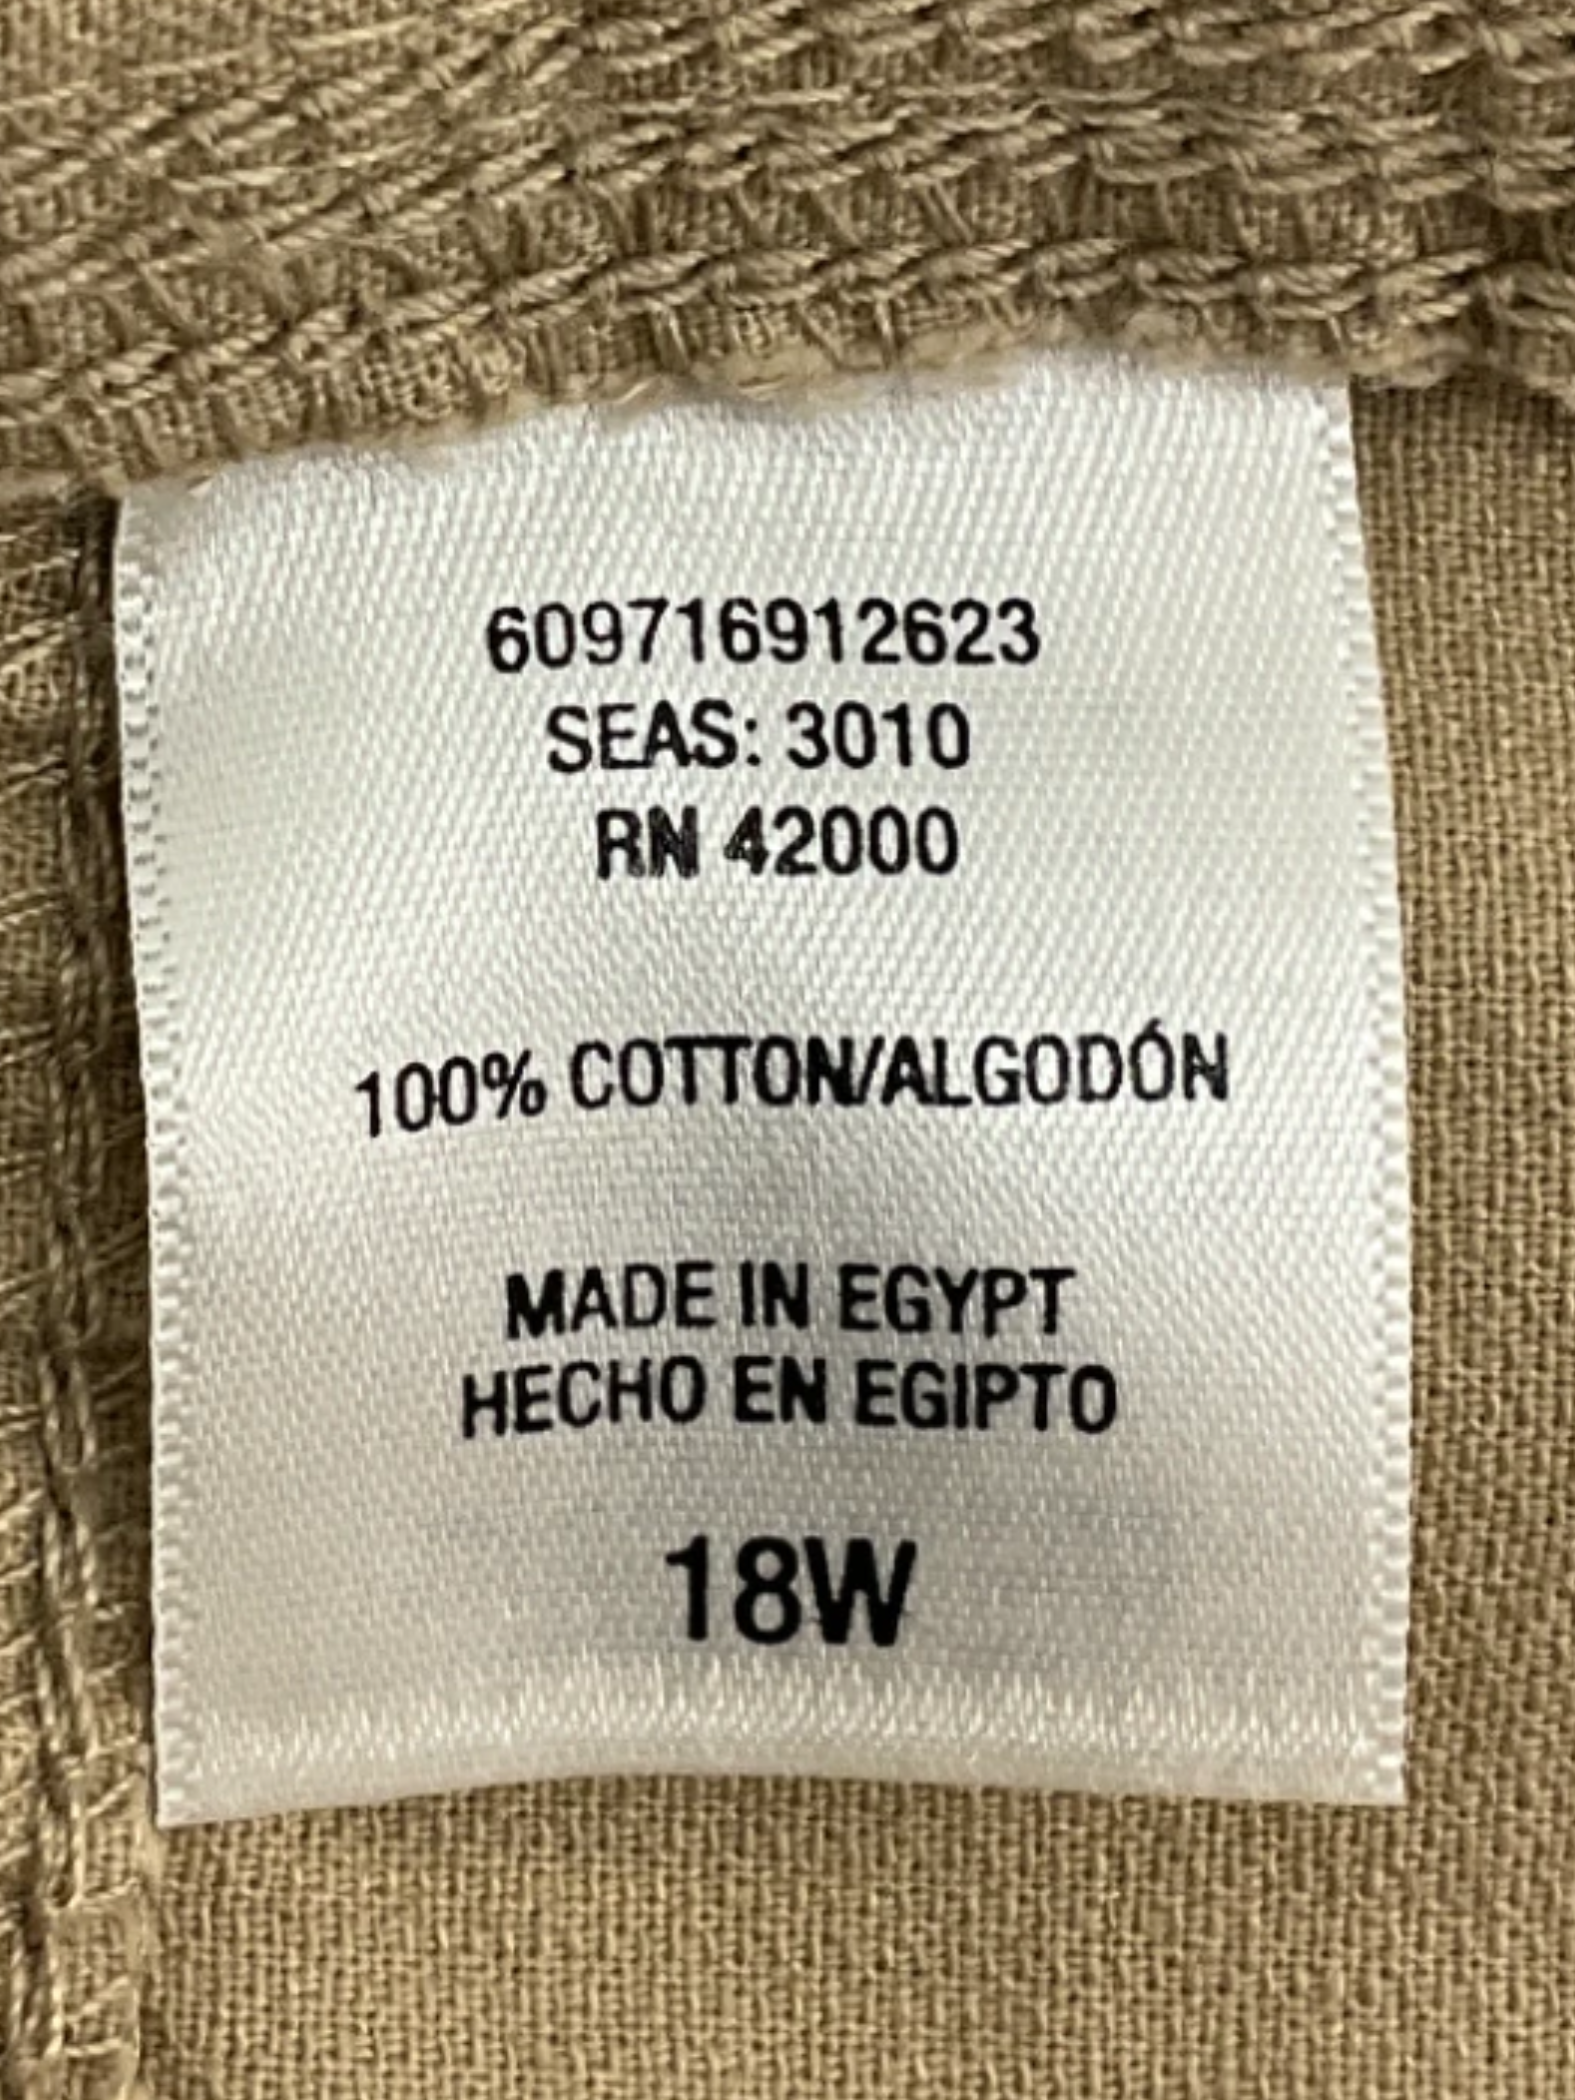 609716912623
SEAS: 3010
RN 42000
100% COTTON/ALGODÓN
MADE IN EGYPT
HECHO EN EGIPTO
18W